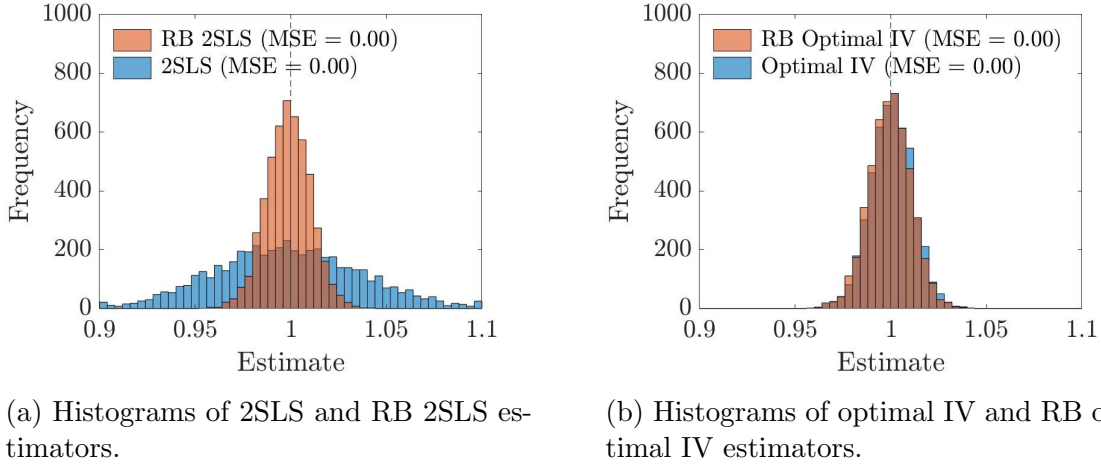 1000
800
600
400
200
0
Frequency
RB 2SLS (MSE = 0.00)
2SLS (MSE = 0.00)
0.9 0.95 1 1.05 1.1
Estimate
(a) Histograms of 2SLS and RB 2SLS es-
timators.
1000
800
600
400
200
0
Frequency
RB Optimal IV (MSE = 0.00)
Optimal IV (MSE = 0.00)
0.9 0.95 1 1.05 1.1
Estimate
(b) Histograms of optimal IV and RB o
timal IV estimators.